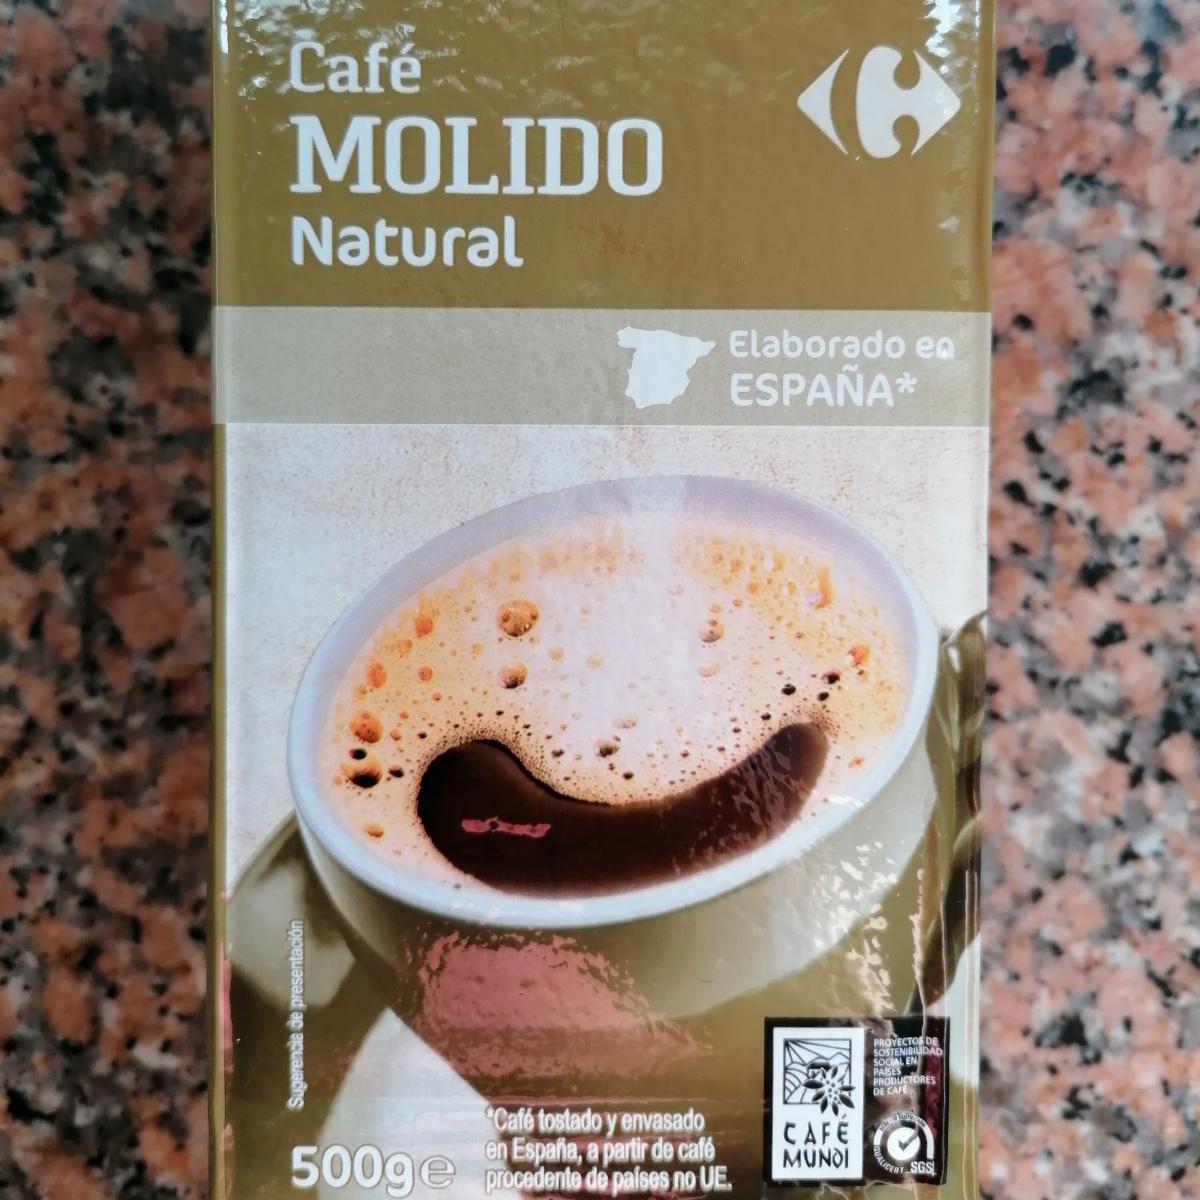 Café
MOLIDO
Natural
Elaborado en
ESPAÑA*
Sugerencia de presentación
500g e
*Café tostado y envasado
en España, a partir de café
procedente de países no UE.
CAFÉ
MUNDI
PROYECTOS DE
SOSTENIBILIDAD
SOCIAL EN
PAÍSES
PRODUCTORES
DE CAFÉ
QUALICERT
SGS